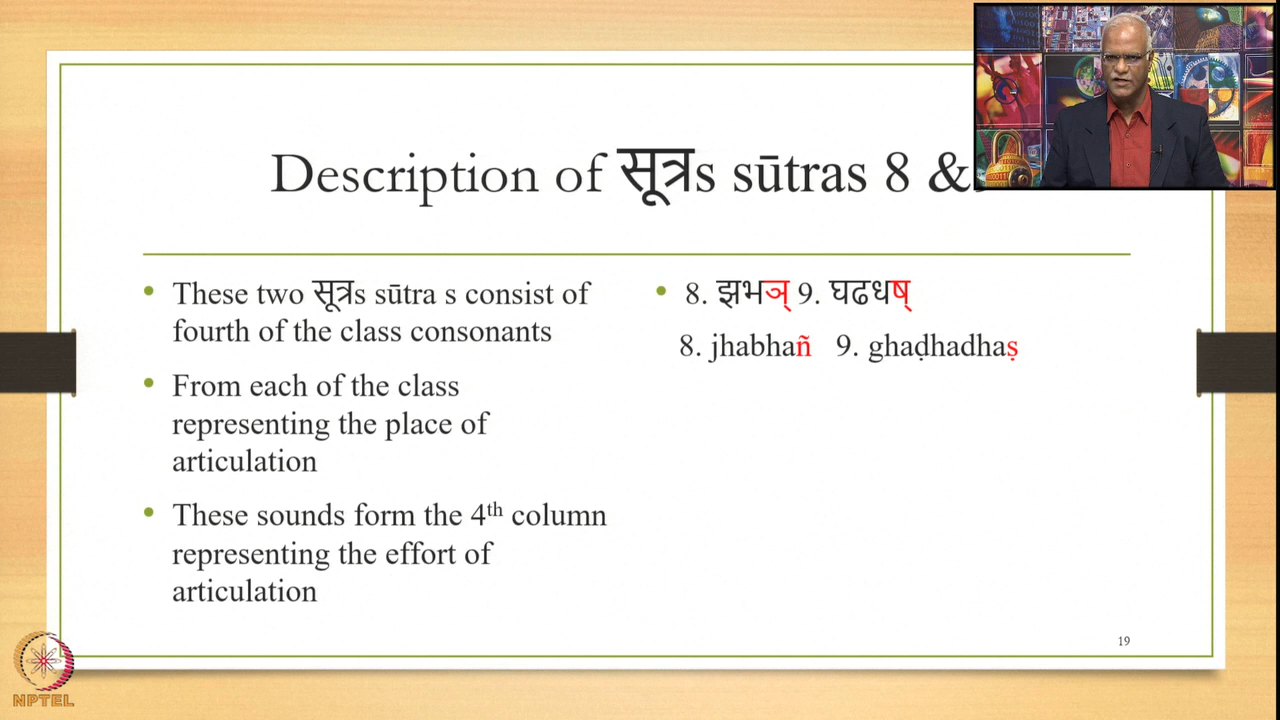 Description of सूत्रs sūtras 8 &
• These two सूत्रs sūtra s consist of
fourth of the class consonants
• From each of the class
representing the place of
articulation
• These sounds form the 4th column
representing the effort of
articulation
• 8. झभञ् 9. घढधष्
8. jhabhañ 9. ghaḍhadhaṣ
19
NPTEL